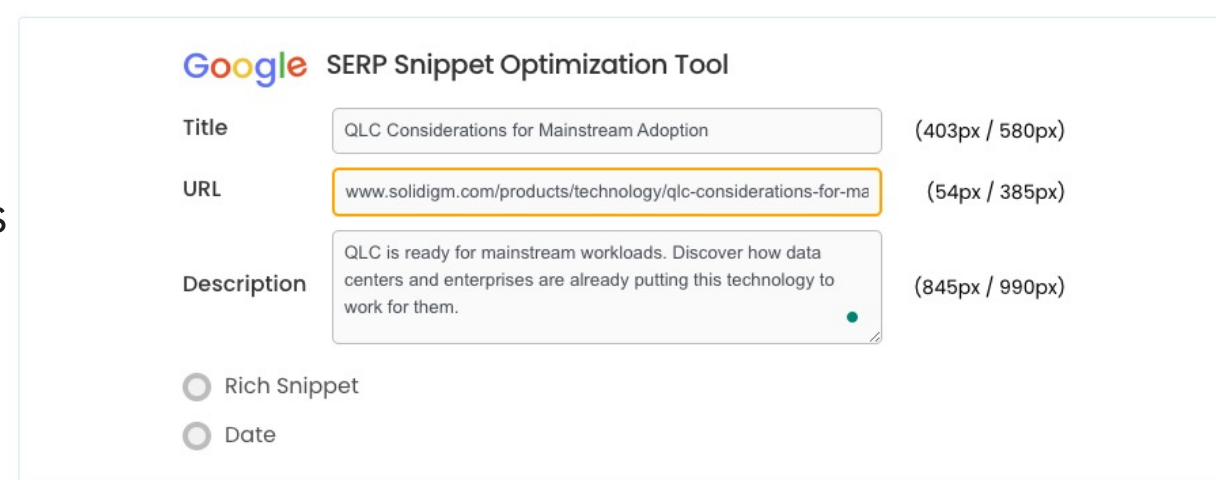 Google SERP Snippet Optimization Tool
Title QLC Considerations for Mainstream Adoption (403px / 580px)
URL www.solidigm.com/products/technology/qlc-considerations-for-ma (54px / 385px)
s
QLC is ready for mainstream workloads. Discover how data
Description centers and enterprises are already putting this technology to (845px / 990px)
work for them.
Rich Snippet
Date